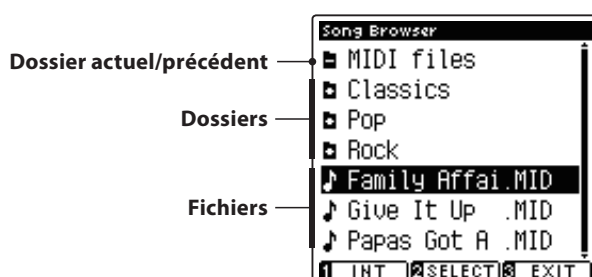 Song Browser
Dossier actuel/précédent
MIDI files
Dossiers
Classics
Pop
Rock
Fichiers
Family Affai.MID
Give It Up .MID
Papas Got A .MID
1 INT 2 SELECT 3 EXIT